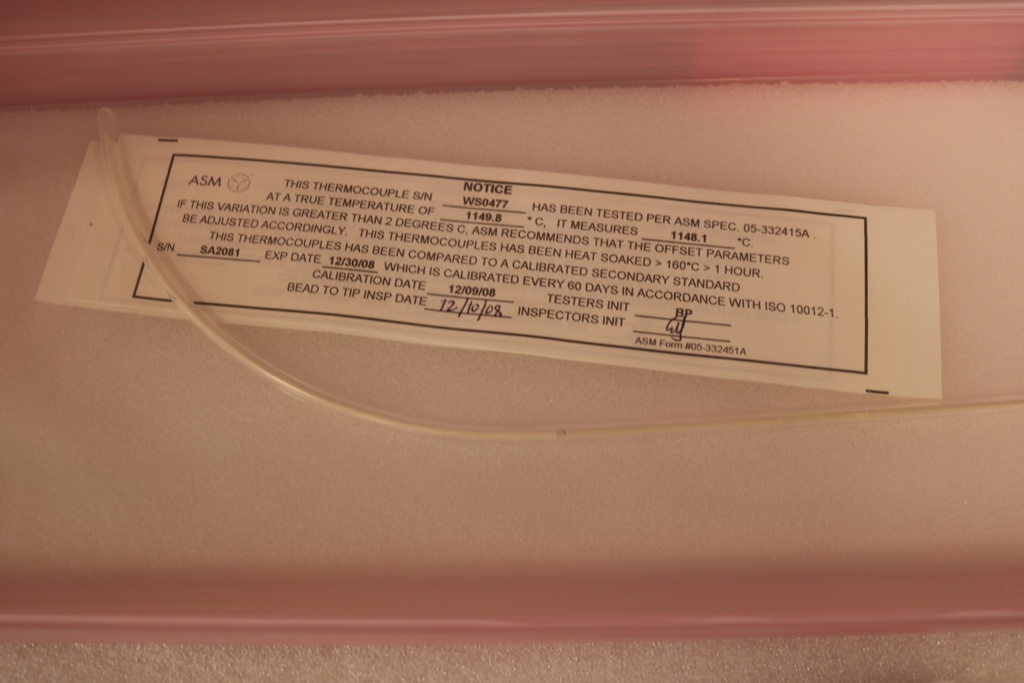 ASM
NOTICE
THIS THERMOCOUPLE S/N WS0477 HAS BEEN TESTED PER ASM SPEC. 05-332415A.
AT A TRUE TEMPERATURE OF 1149.8 °C, IT MEASURES 1148.1 °C.
IF THIS VARIATION IS GREATER THAN 2 DEGREES C, ASM RECOMMENDS THAT THE OFFSET PARAMETERS
BE ADJUSTED ACCORDINGLY. THIS THERMOCOUPLES HAS BEEN HEAT SOAKED > 160°C > 1 HOUR.
THIS THERMOCOUPLES HAS BEEN COMPARED TO A CALIBRATED SECONDARY STANDARD
S/N SA2081 EXP DATE 12/30/08 WHICH IS CALIBRATED EVERY 60 DAYS IN ACCORDANCE WITH ISO 10012-1.
CALIBRATION DATE 12/09/08 TESTERS INIT BP
BEAD TO TIP INSP DATE 12/10/08 INSPECTORS INIT
ASM Form #05-332451A